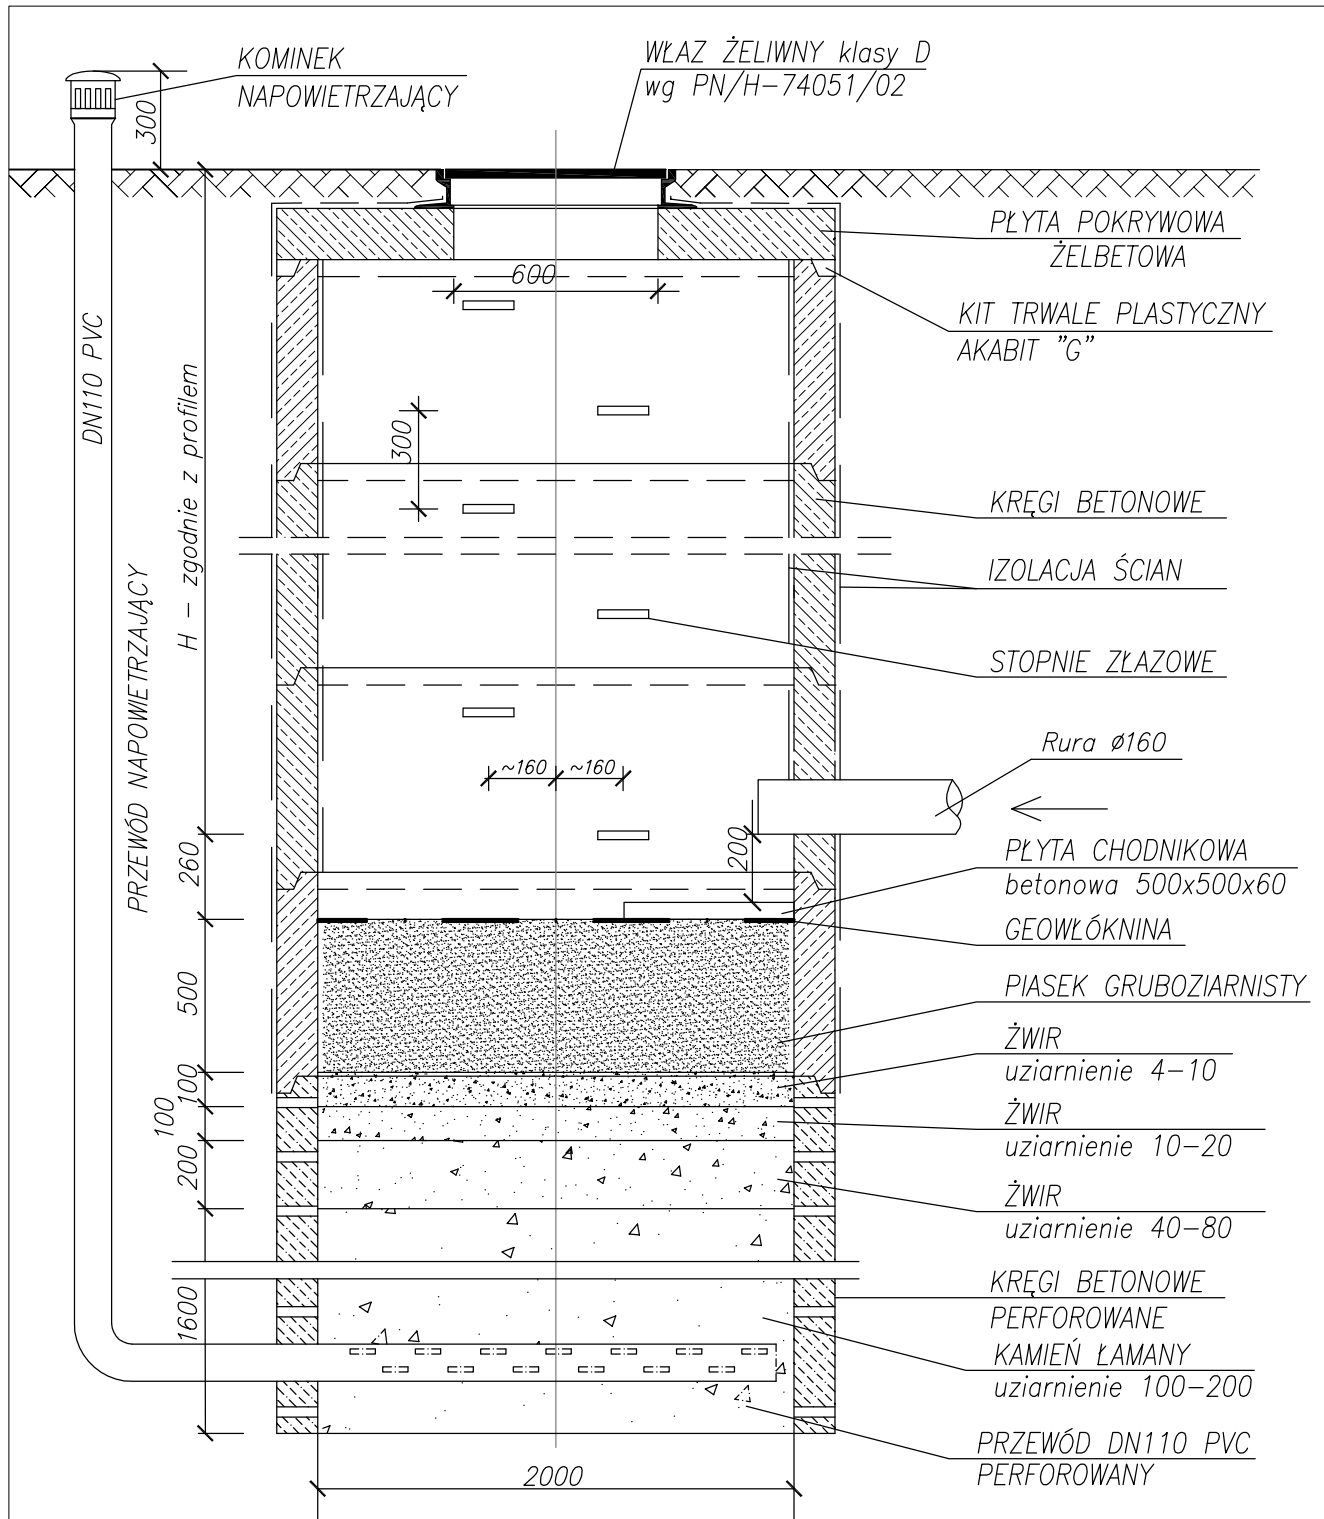 KOMINEK
NAPOWIETRZAJĄCY
WŁAZ ŻELIWNY klasy D
wg PN/H-74051/02
300
PŁYTA POKRYWOWA
ŻELBETOWA
600
KIT TRWALE PLASTYCZNY
AKABIT "G"
DN110 PVC
H - zgodnie z profilem
300
KRĘGI BETONOWE
IZOLACJA ŚCIAN
PRZEWÓD NAPOWIETRZAJĄCY
STOPNIE ZŁAZOWE
Rura ø160
~160
~160
200
260
PŁYTA CHODNIKOWA
betonowa 500x500x60
GEOWŁÓKNINA
500
PIASEK GRUBOZIARNISTY
ŻWIR
uziarnienie 4-10
100
100
ŻWIR
uziarnienie 10-20
200
ŻWIR
uziarnienie 40-80
KRĘGI BETONOWE
PERFOROWANE
1600
KAMIEŃ ŁAMANY
uziarnienie 100-200
PRZEWÓD DN110 PVC
PERFOROWANY
2000